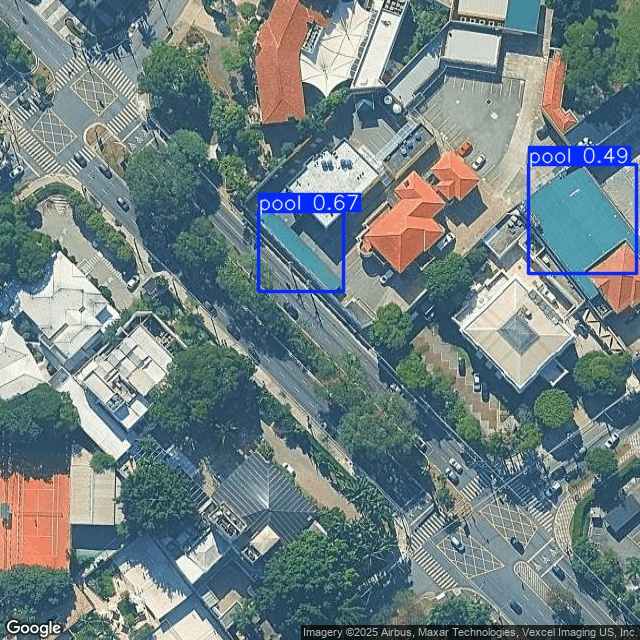 pool 0.49
pool 0.67
Google
Imagery ©2025 Airbus, Maxar Technologies, Vexcel Imaging US, Inc